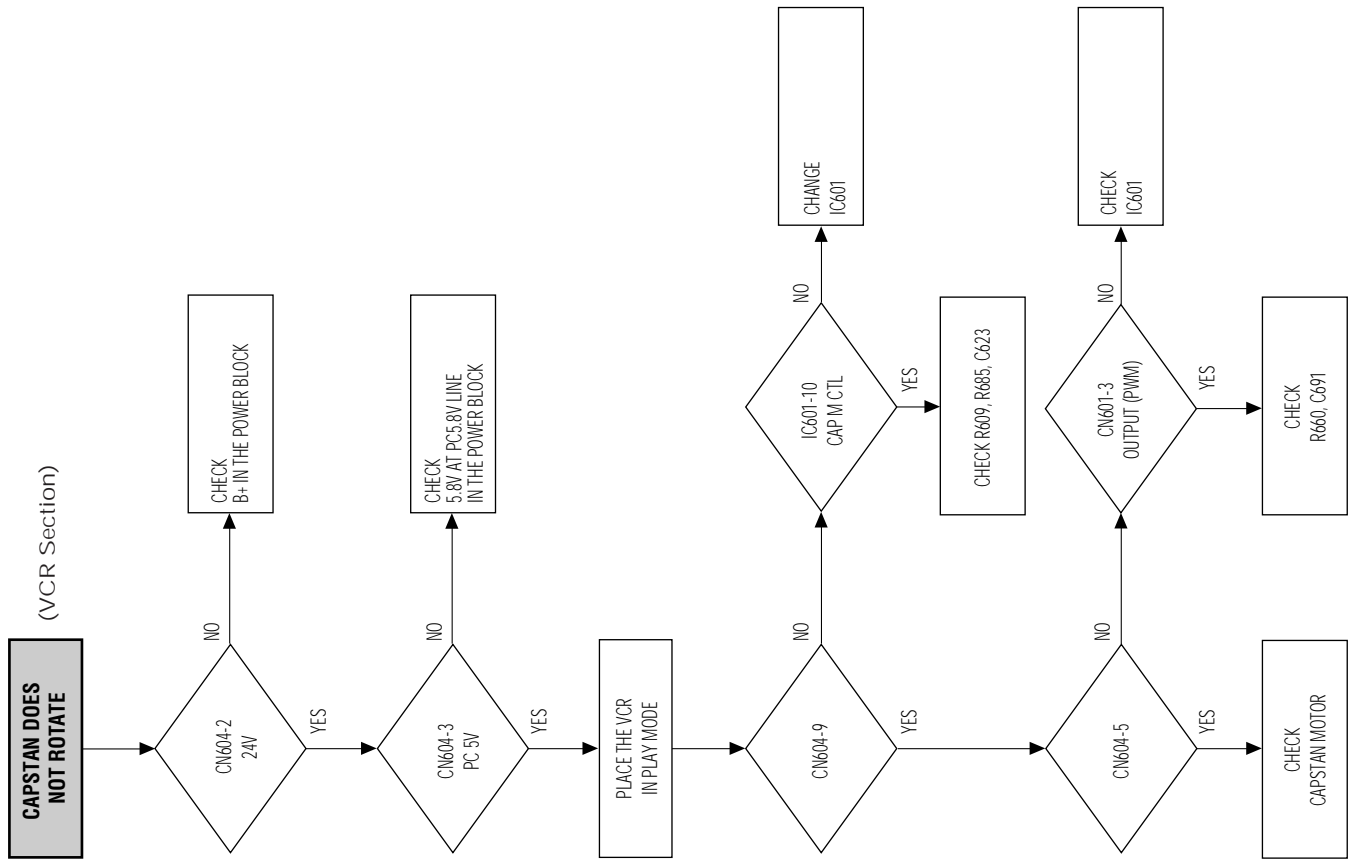 (VCR Section)
CAPSTAN DOES
NOT ROTATE
CN604-2
24V
NO
CHECK
B+ IN THE POWER BLOCK
YES
CN604-3
PC 5V
NO
CHECK
5.8V AT PC5.8V LINE
IN THE POWER BLOCK
YES
PLACE THE VCR
IN PLAY MODE
CN604-9
NO
IC601-10
CAP M CTL
NO
CHANGE
IC601
YES
CHECK R609, R685, C623
YES
CN604-5
NO
CN601-3
OUTPUT (PWM)
NO
CHECK
IC601
YES
CHECK
R660, C691
YES
CHECK
CAPSTAN MOTOR